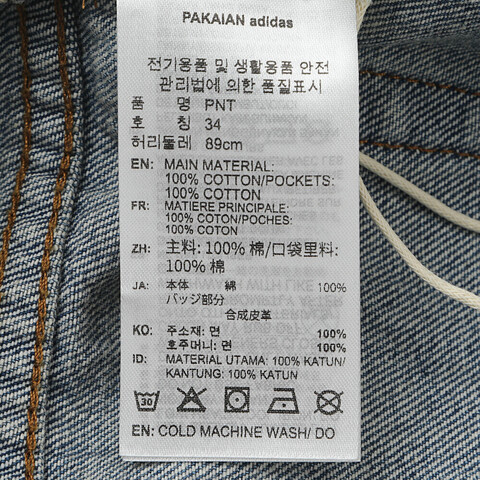 PAKAIAN adidas
전기용품 및 생활용품 안전
관리법에 의한 품질표시
품 명 PNT
호 칭 34
허리둘레 89cm
EN: MAIN MATERIAL:
100% COTTON/POCKETS:
100% COTTON
FR: MATIERE PRINCIPALE:
100% COTON/POCHES:
100% COTON
ZH: 主料: 100% 棉/口袋里料:
100% 棉
JA: 本体 綿 100%
バッジ部分
合成皮革
KO: 주소재: 면 100%
호주머니: 면 100%
ID: MATERIAL UTAMA: 100% KATUN/
KANTUNG: 100% KATUN
30
EN: COLD MACHINE WASH/ DO